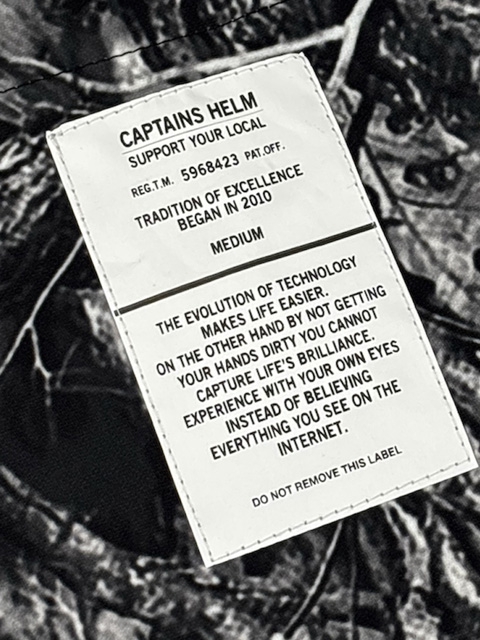 CAPTAINS HELM
SUPPORT YOUR LOCAL
REG.T.M. 5968423 PAT.OFF.
TRADITION OF EXCELLENCE
BEGAN IN 2010
MEDIUM
THE EVOLUTION OF TECHNOLOGY
MAKES LIFE EASIER.
ON THE OTHER HAND BY NOT GETTING
YOUR HANDS DIRTY YOU CANNOT
CAPTURE LIFE'S BRILLIANCE.
EXPERIENCE WITH YOUR OWN EYES
INSTEAD OF BELIEVING
EVERYTHING YOU SEE ON THE
INTERNET.
DO NOT REMOVE THIS LABEL